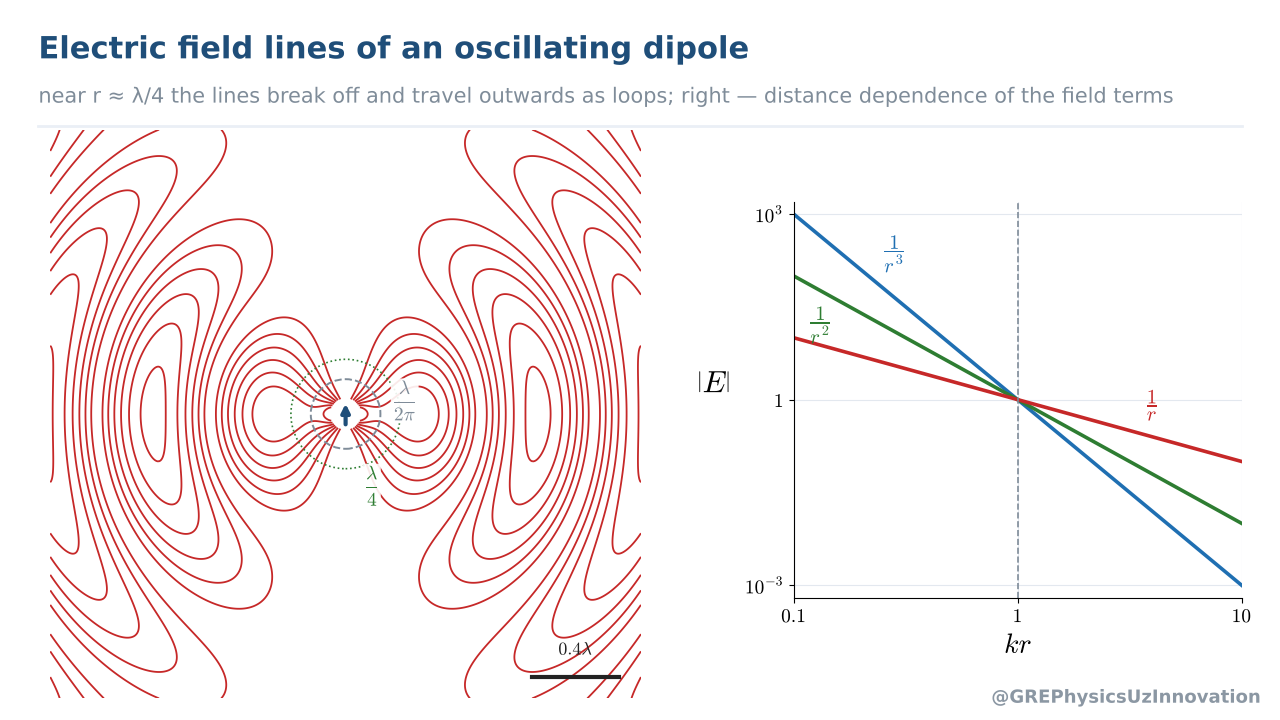 Electric field lines of an oscillating dipole
near r ≈ λ/4 the lines break off and travel outwards as loops; right — distance dependence of the field terms
λ
2π
λ
4
0.4λ
10³
1
10⁻³
|E|
1
r³
1
r²
1
r
0.1
1
10
kr
@GREPhysicsUzInnovation